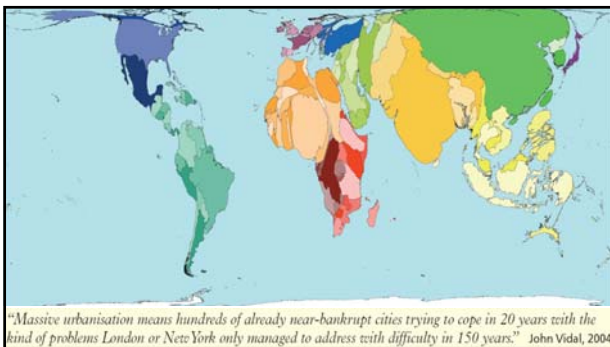 “Massive urbanisation means hundreds of already near-bankrupt cities trying to cope in 20 years with the
kind of problems London or New York only managed to address with difficulty in 150 years.” John Vidal, 2004